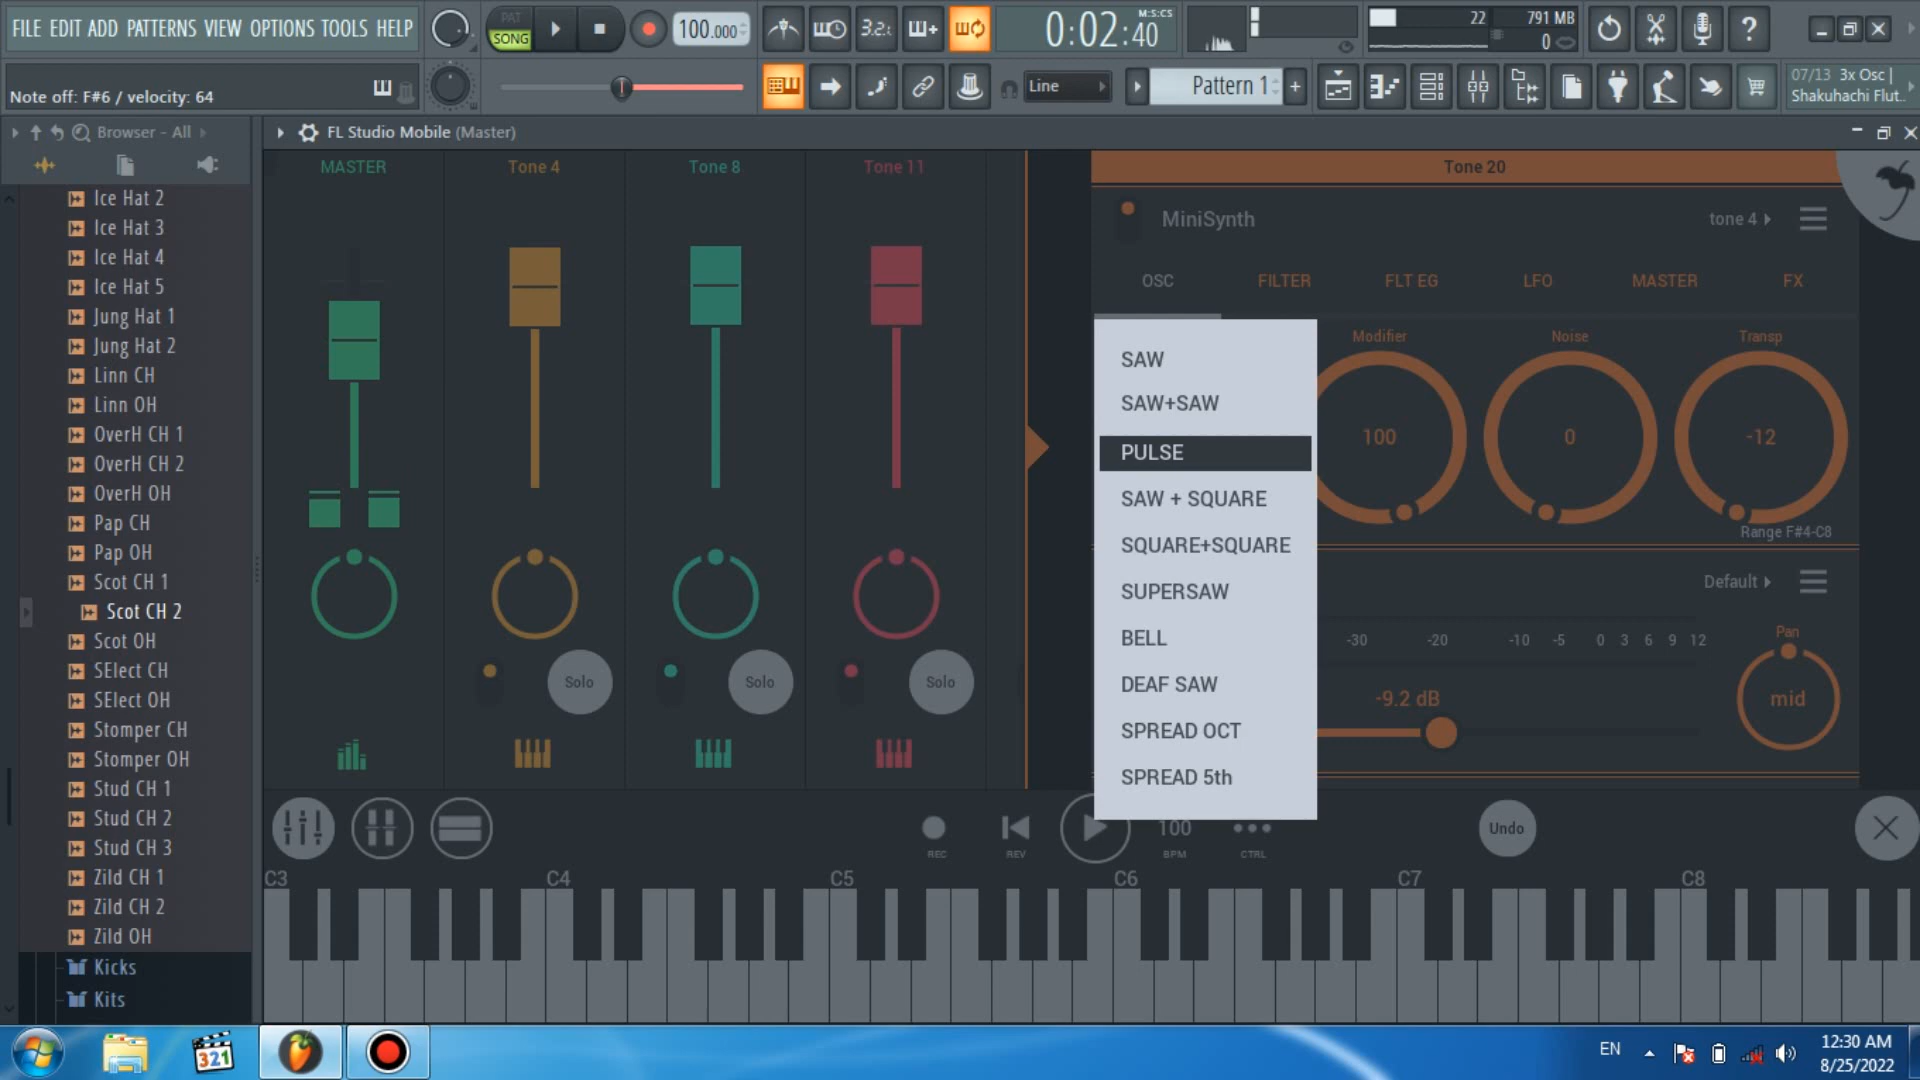 FILE EDIT ADD PATTERNS VIEW OPTIONS TOOLS HELP
PAT
SONG
100.000
3.2.
0:02:40
M:S:CS
22
791 MB
0
Note off: F#6 / velocity: 64
Line
Pattern 1
07/13 3x Osc |
Shakuhachi Flut..
Browser - All
FL Studio Mobile (Master)
Ice Hat 2
Ice Hat 3
Ice Hat 4
Ice Hat 5
Jung Hat 1
Jung Hat 2
Linn CH
Linn OH
OverH CH 1
OverH CH 2
OverH OH
Pap CH
Pap OH
Scot CH 1
Scot CH 2
Scot OH
SElect CH
SElect OH
Stomper CH
Stomper OH
Stud CH 1
Stud CH 2
Stud CH 3
Zild CH 1
Zild CH 2
Zild OH
Kicks
Kits
MASTER
Tone 4
Tone 8
Tone 11
Solo
Solo
Solo
Tone 20
MiniSynth
tone 4
OSC
FILTER
FLT EG
LFO
MASTER
FX
SAW
SAW+SAW
PULSE
SAW + SQUARE
SQUARE+SQUARE
SUPERSAW
BELL
DEAF SAW
SPREAD OCT
SPREAD 5th
Modifier
Noise
Transp
100
0
-12
Range F#4-C8
Default
-30 -20 -10 -5 0 3 6 9 12
Pan
-9.2 dB
mid
REC
REV
100
BPM
CTRL
Undo
C3
C4
C5
C6
C7
C8
321
EN
12:30 AM
8/25/2022